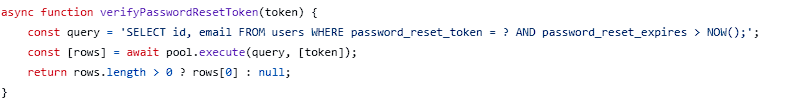 async function verifyPasswordResetToken(token) {
    const query = 'SELECT id, email FROM users WHERE password_reset_token = ? AND password_reset_expires > NOW();';
    const [rows] = await pool.execute(query, [token]);
    return rows.length > 0 ? rows[0] : null;
}